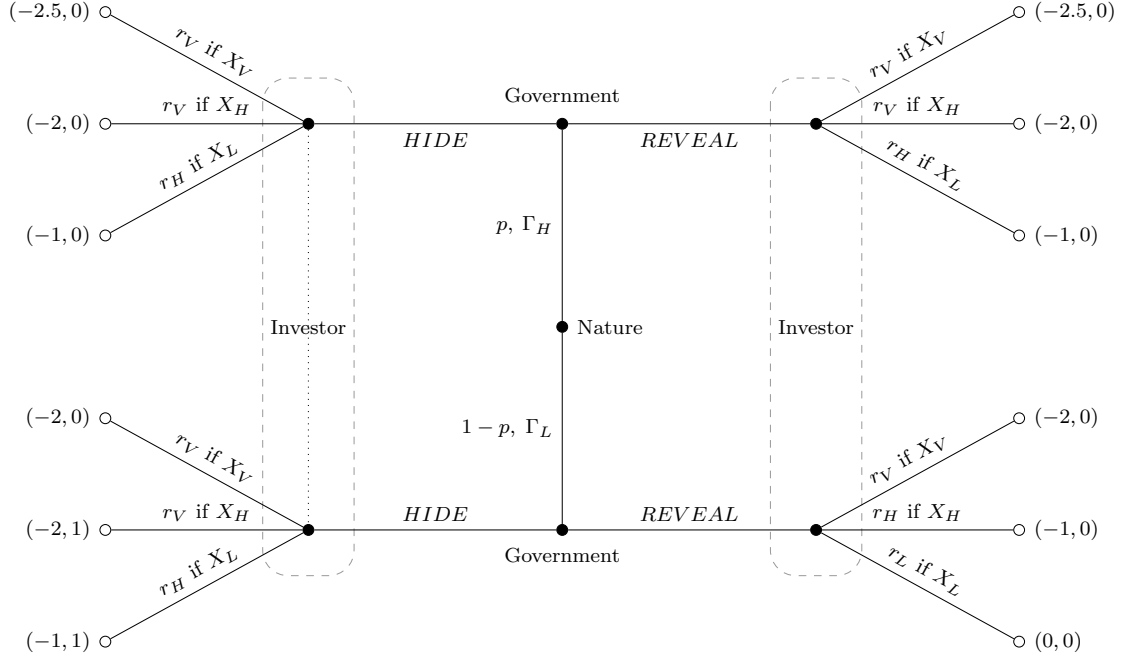 (−2.5, 0)
r_V if X_V
(−2, 0)
r_V if X_H
r_H if X_L
(−1, 0)
HIDE
Government
REVEAL
(−2.5, 0)
r_V if X_V
r_V if X_H
(−2, 0)
r_H if X_L
(−1, 0)
p, Γ_H
Investor
Nature
Investor
1 − p, Γ_L
(−2, 0)
r_V if X_V
r_V if X_H
(−2, 1)
r_H if X_L
(−1, 1)
HIDE
Government
REVEAL
(−2, 0)
r_V if X_V
r_H if X_H
(−1, 0)
r_L if X_L
(0, 0)